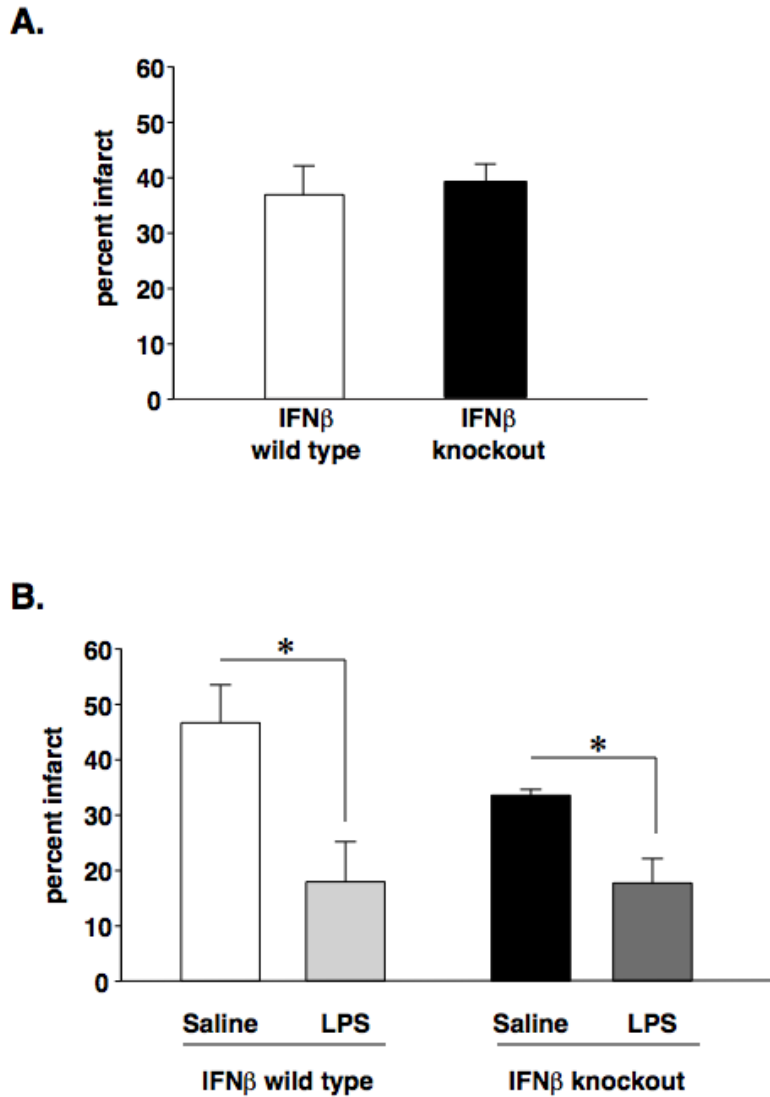 A.
percent infarct
60
50
40
30
20
10
0
IFNβ IFNβ
wild type knockout
B.
percent infarct
60
50
40
30
20
10
0
* *
Saline LPS Saline LPS
IFNβ wild type IFNβ knockout